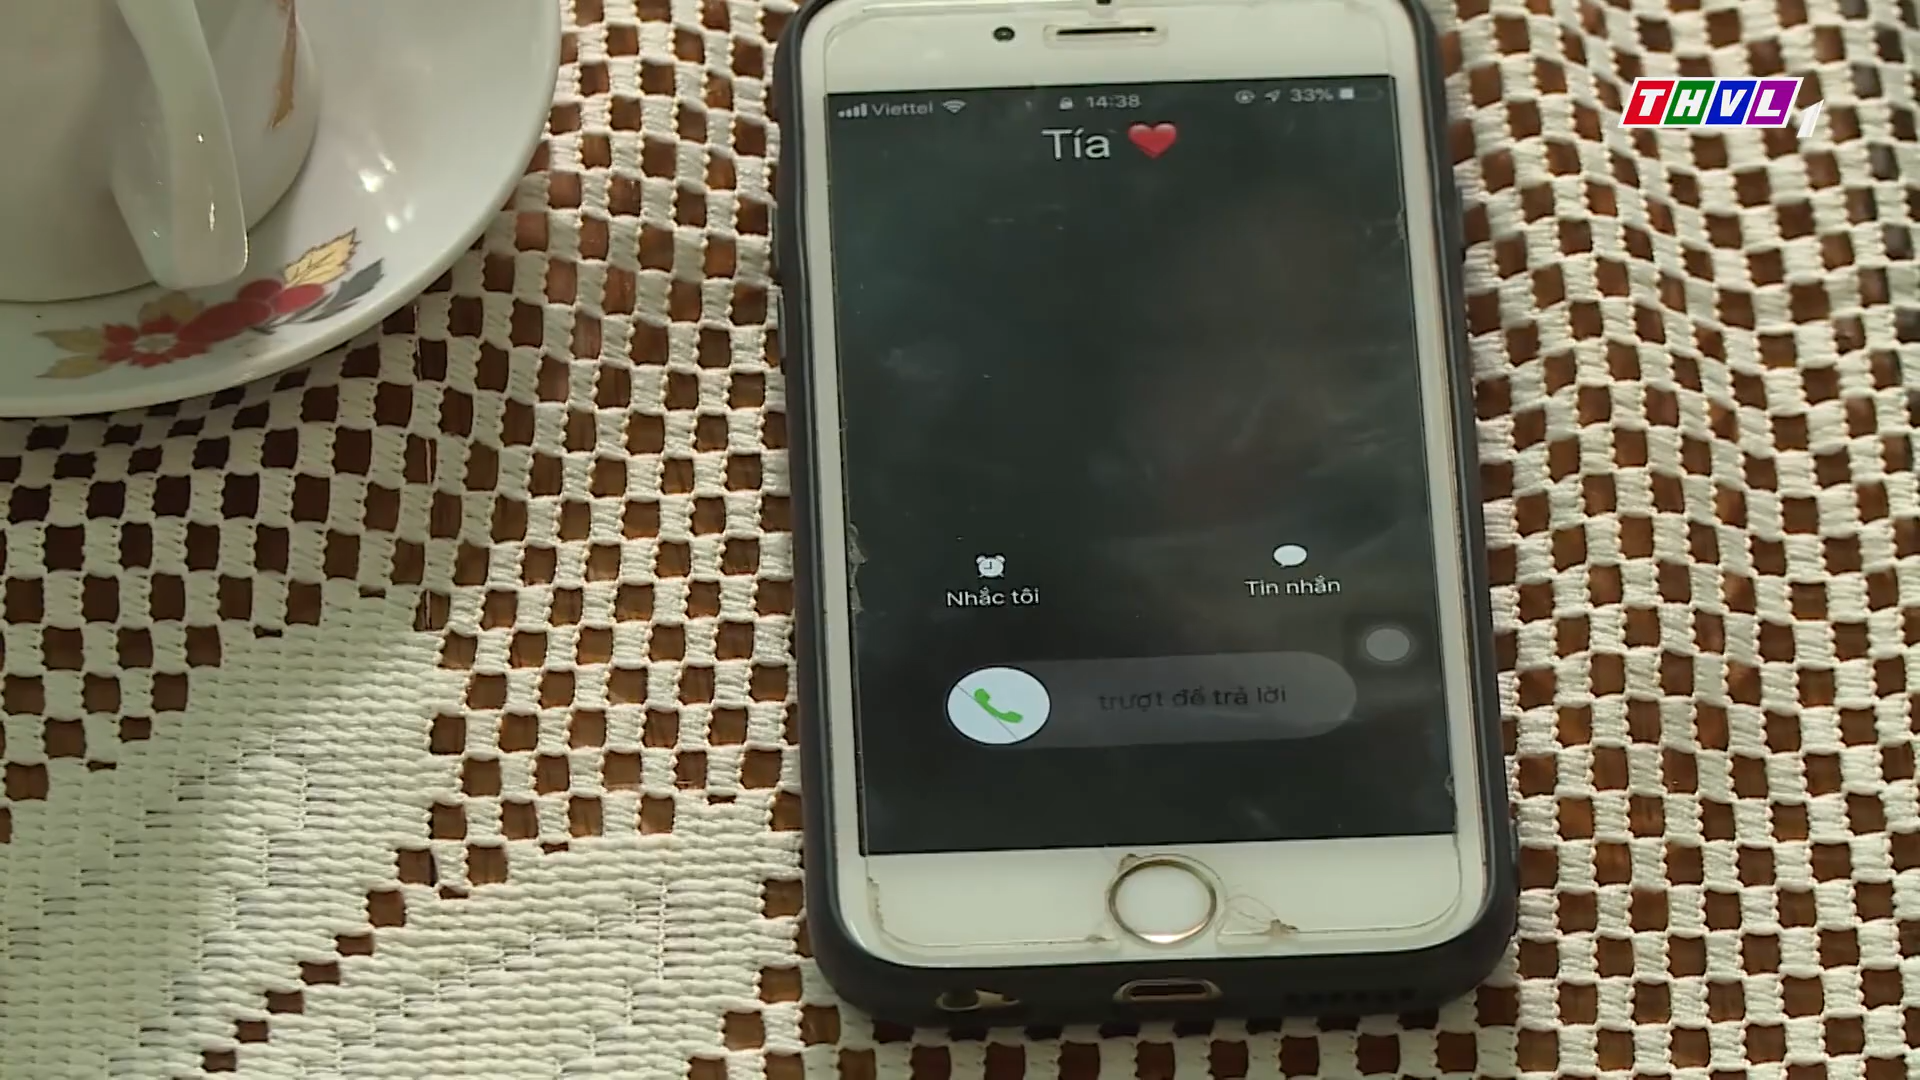 THVL1
Viettel 14:38 33%
Tía ❤️
Nhắc tôi
Tin nhắn
trượt để trả lời